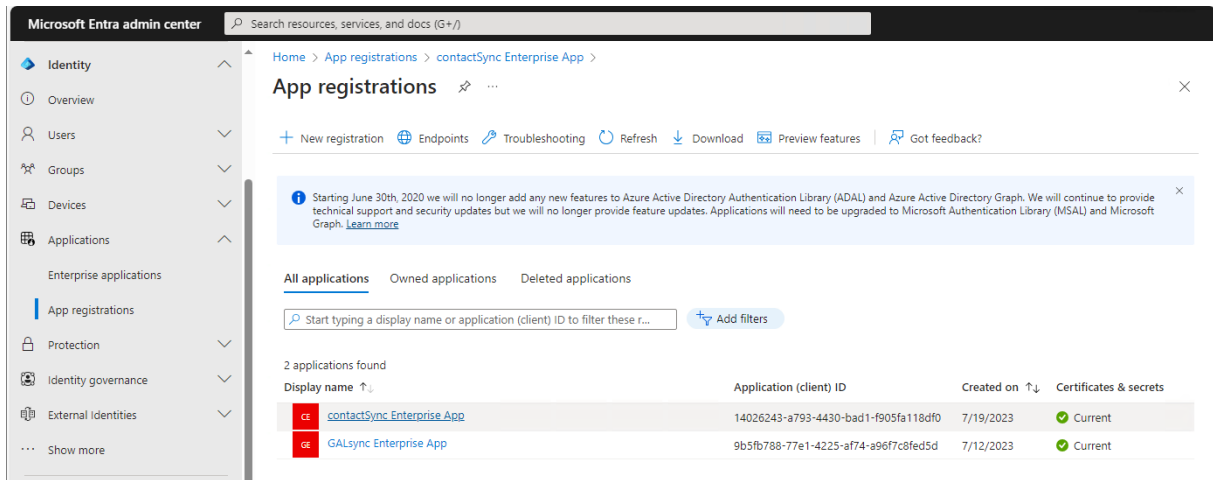 Microsoft Entra admin center
Search resources, services, and docs (G+/)
Identity
Overview
Users
Groups
Devices
Applications
Enterprise applications
App registrations
Protection
Identity governance
External Identities
Show more
Home > App registrations > contactSync Enterprise App >
App registrations
New registration Endpoints Troubleshooting Refresh Download Preview features Got feedback?
Starting June 30th, 2020 we will no longer add any new features to Azure Active Directory Authentication Library (ADAL) and Azure Active Directory Graph. We will continue to provide
technical support and security updates but we will no longer provide feature updates. Applications will need to be upgraded to Microsoft Authentication Library (MSAL) and Microsoft
Graph. Learn more
All applications Owned applications Deleted applications
Start typing a display name or application (client) ID to filter these r...
Add filters
2 applications found
Display name Application (client) ID Created on Certificates & secrets
CE contactSync Enterprise App 14026243-a793-4430-bad1-f905fa118df0 7/19/2023 Current
GE GALsync Enterprise App 9b5fb788-77e1-4225-af74-a96f7c8fed5d 7/12/2023 Current